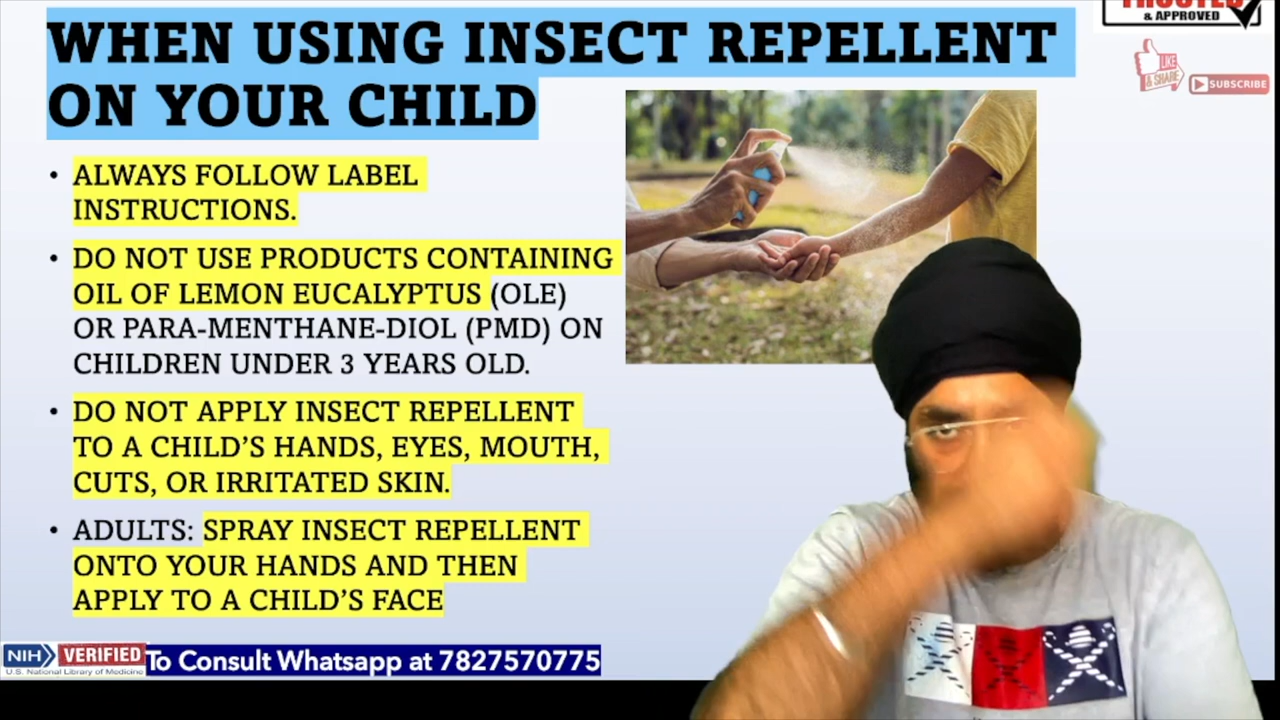 TRUSTED
& APPROVED
WHEN USING INSECT REPELLENT
ON YOUR CHILD
LIKE
& SHARE
SUBSCRIBE
• ALWAYS FOLLOW LABEL
INSTRUCTIONS.
• DO NOT USE PRODUCTS CONTAINING
OIL OF LEMON EUCALYPTUS (OLE)
OR PARA-MENTHANE-DIOL (PMD) ON
CHILDREN UNDER 3 YEARS OLD.
• DO NOT APPLY INSECT REPELLENT
TO A CHILD’S HANDS, EYES, MOUTH,
CUTS, OR IRRITATED SKIN.
• ADULTS: SPRAY INSECT REPELLENT
ONTO YOUR HANDS AND THEN
APPLY TO A CHILD’S FACE
NIH VERIFIED
U.S. National Library of Medicine
To Consult Whatsapp at 7827570775